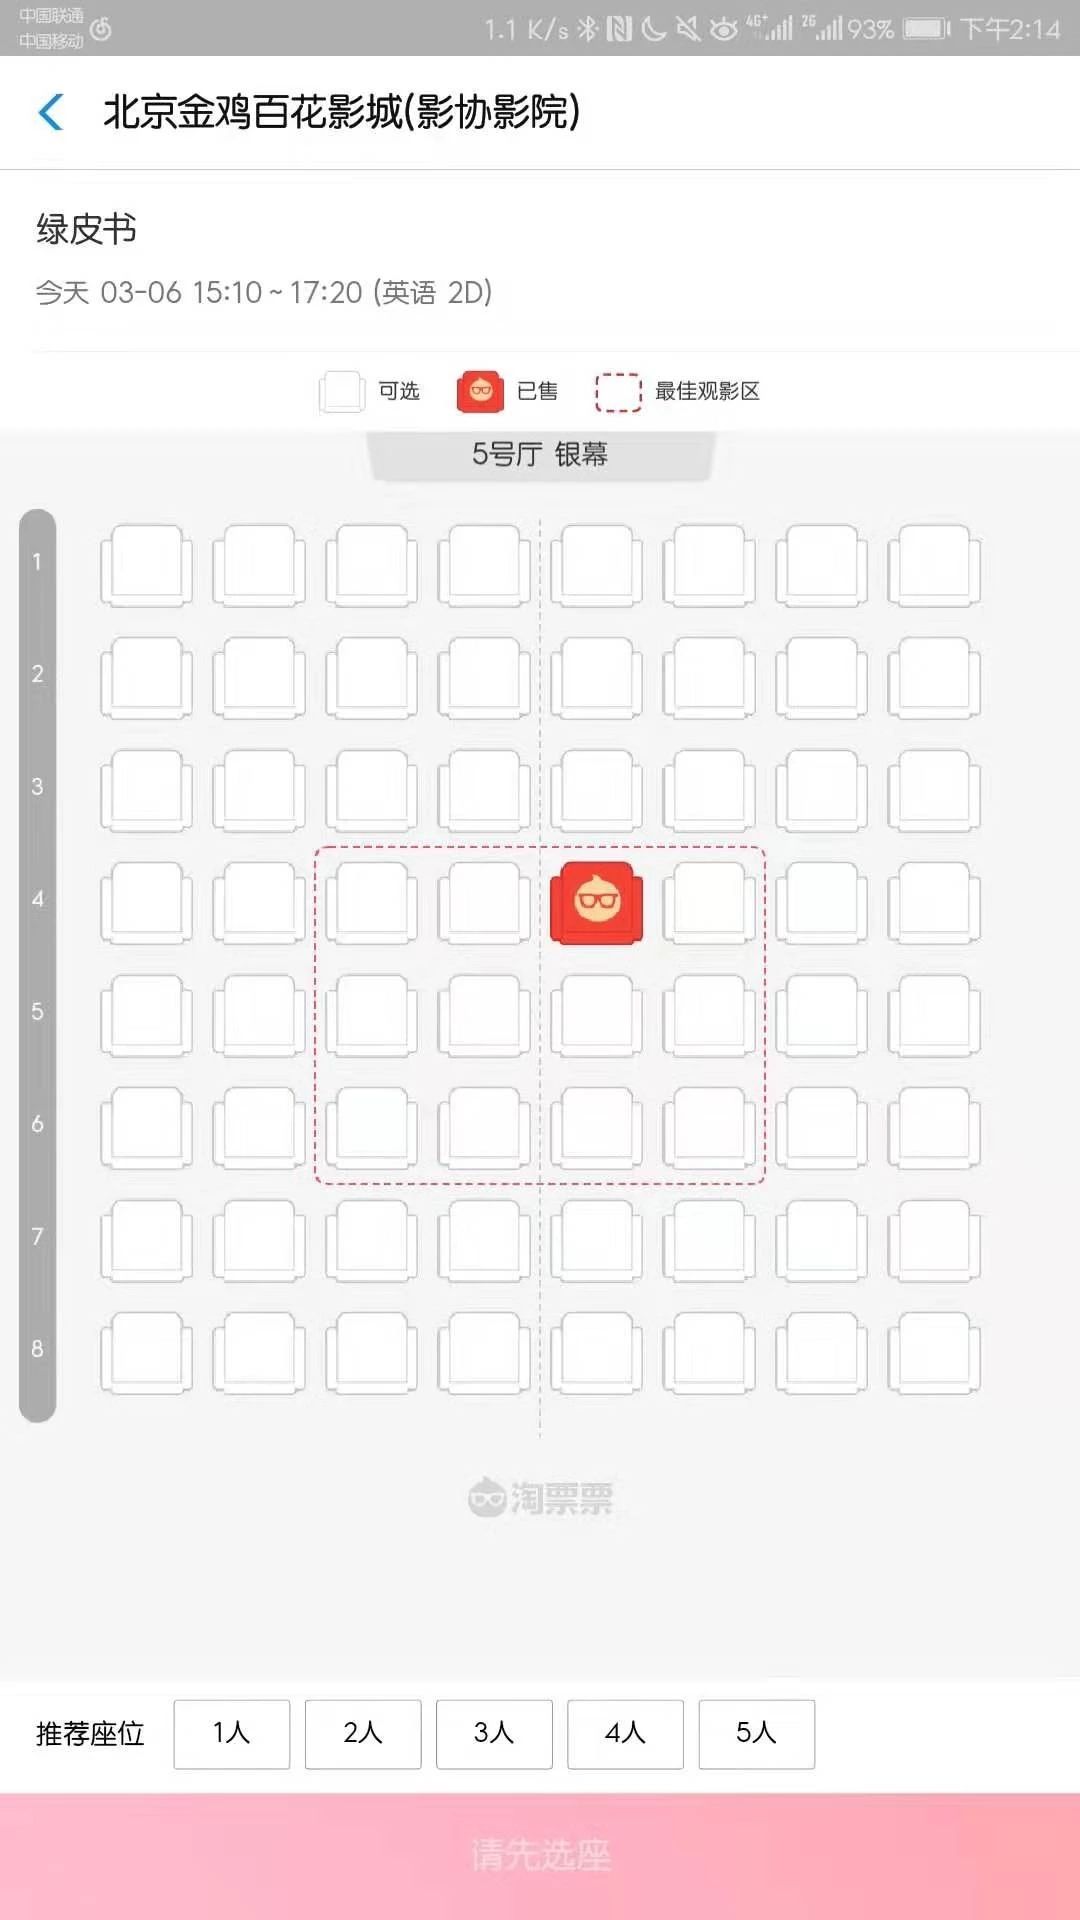 中国联通
中国移动
1.1 K/s 4G+ 2G 93% 下午2:14
北京金鸡百花影城(影协影院)
绿皮书
今天 03-06 15:10~17:20 (英语 2D)
可选 已售 最佳观影区
5号厅 银幕
1
2
3
4
5
6
7
8
淘票票
推荐座位 1人 2人 3人 4人 5人
请先选座